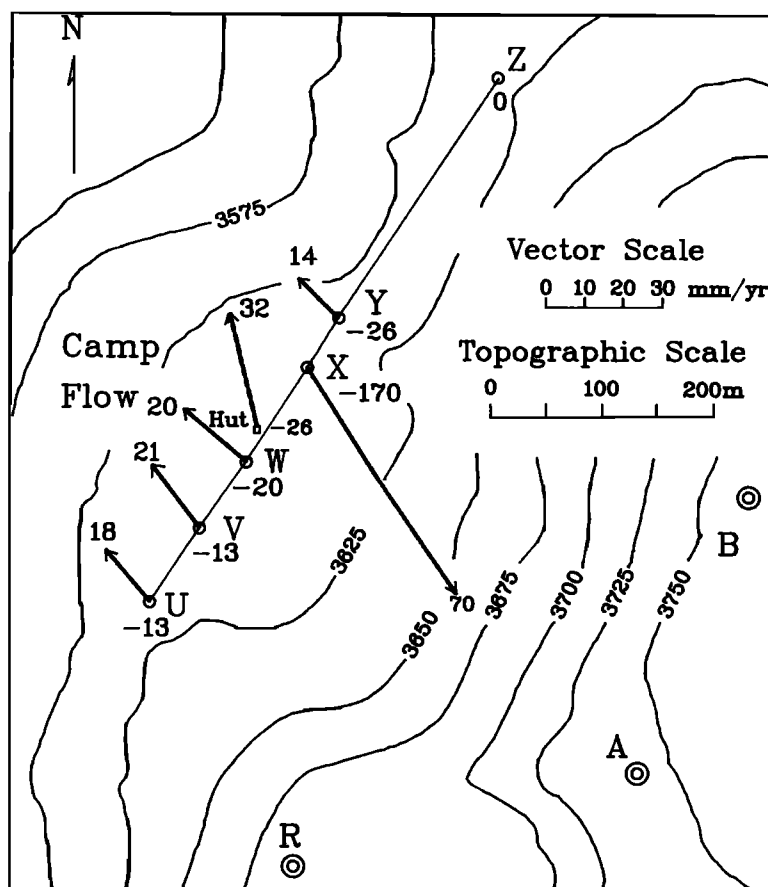 N
Z
0
3575
Vector Scale
0 10 20 30 mm/yr
14
32
Y
-26
Camp
Flow
Topographic Scale
0 100 200m
X
-170
20
Hut
-26
W
-20
21
V
-13
18
U
-13
3625
B
70
3650
3675
3700
3725
3750
A
R